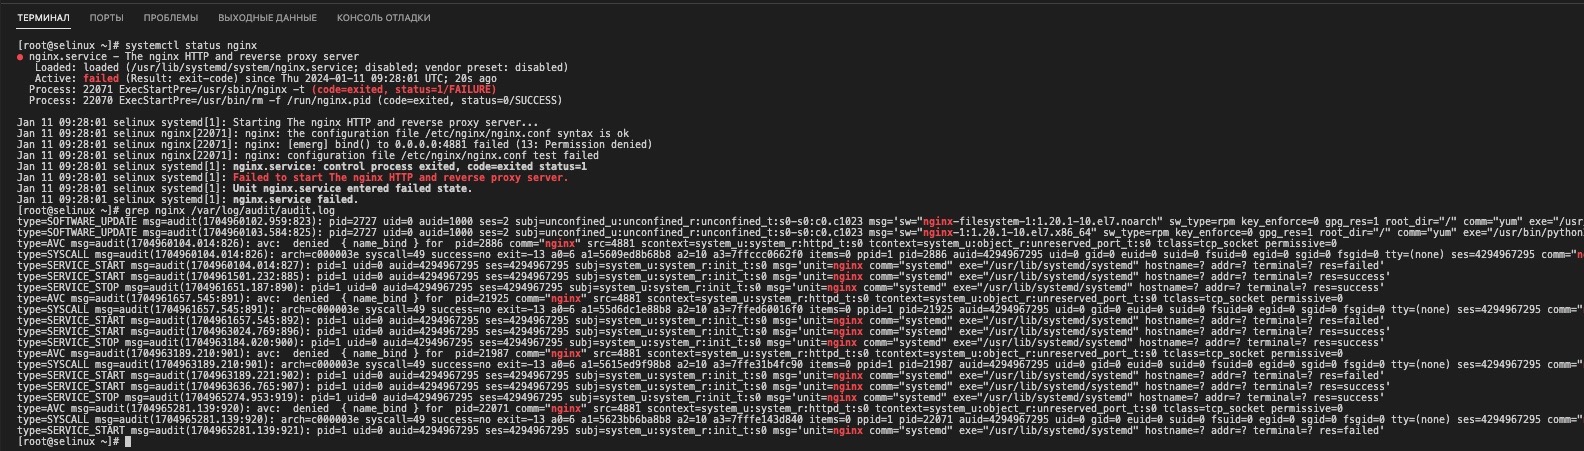 ТЕРМИНАЛ ПОРТЫ ПРОБЛЕМЫ ВЫХОДНЫЕ ДАННЫЕ КОНСОЛЬ ОТЛАДКИ
[root@selinux ~]# systemctl status nginx
● nginx.service - The nginx HTTP and reverse proxy server
Loaded: loaded (/usr/lib/systemd/system/nginx.service; disabled; vendor preset: disabled)
Active: failed (Result: exit-code) since Thu 2024-01-11 09:28:01 UTC; 20s ago
Process: 22071 ExecStartPre=/usr/sbin/nginx -t (code=exited, status=1/FAILURE)
Process: 22070 ExecStartPre=/usr/bin/rm -f /run/nginx.pid (code=exited, status=0/SUCCESS)
Jan 11 09:28:01 selinux systemd[1]: Starting The nginx HTTP and reverse proxy server...
Jan 11 09:28:01 selinux nginx[22071]: nginx: the configuration file /etc/nginx/nginx.conf syntax is ok
Jan 11 09:28:01 selinux nginx[22071]: nginx: [emerg] bind() to 0.0.0.0:4881 failed (13: Permission denied)
Jan 11 09:28:01 selinux nginx[22071]: nginx: configuration file /etc/nginx/nginx.conf test failed
Jan 11 09:28:01 selinux systemd[1]: nginx.service: control process exited, code=exited status=1
Jan 11 09:28:01 selinux systemd[1]: Failed to start The nginx HTTP and reverse proxy server.
Jan 11 09:28:01 selinux systemd[1]: Unit nginx.service entered failed state.
Jan 11 09:28:01 selinux systemd[1]: nginx.service failed.
[root@selinux ~]# grep nginx /var/log/audit/audit.log
type=SOFTWARE_UPDATE msg=audit(1704960102.959:823): pid=2727 uid=0 auid=1000 ses=2 subj=unconfined_u:unconfined_r:unconfined_t:s0-s0:c0.c1023 msg='sw="nginx-filesystem-1:1.20.1-10.el7.noarch" sw_type=rpm key_enforce=0 gpg_res=1 root_dir="/" comm="yum" exe="/usr
type=SOFTWARE_UPDATE msg=audit(1704960103.584:825): pid=2727 uid=0 auid=1000 ses=2 subj=unconfined_u:unconfined_r:unconfined_t:s0-s0:c0.c1023 msg='sw="nginx-1:1.20.1-10.el7.x86_64" sw_type=rpm key_enforce=0 gpg_res=1 root_dir="/" comm="yum" exe="/usr/bin/python
type=AVC msg=audit(1704960104.014:826): avc: denied { name_bind } for pid=2886 comm="nginx" src=4881 scontext=system_u:system_r:httpd_t:s0 tcontext=system_u:object_r:unreserved_port_t:s0 tclass=tcp_socket permissive=0
type=SYSCALL msg=audit(1704960104.014:826): arch=c000003e syscall=49 success=no exit=-13 a0=6 a1=5609ed8b68b8 a2=10 a3=7ffccc0662f0 items=0 ppid=1 pid=2886 auid=4294967295 uid=0 gid=0 euid=0 suid=0 fsuid=0 egid=0 sgid=0 fsgid=0 tty=(none) ses=4294967295 comm="n
type=SERVICE_START msg=audit(1704960104.014:827): pid=1 uid=0 auid=4294967295 ses=4294967295 subj=system_u:system_r:init_t:s0 msg='unit=nginx comm="systemd" exe="/usr/lib/systemd/systemd" hostname=? addr=? terminal=? res=failed'
type=SERVICE_START msg=audit(1704961501.232:885): pid=1 uid=0 auid=4294967295 ses=4294967295 subj=system_u:system_r:init_t:s0 msg='unit=nginx comm="systemd" exe="/usr/lib/systemd/systemd" hostname=? addr=? terminal=? res=success'
type=SERVICE_STOP msg=audit(1704961651.187:890): pid=1 uid=0 auid=4294967295 ses=4294967295 subj=system_u:system_r:init_t:s0 msg='unit=nginx comm="systemd" exe="/usr/lib/systemd/systemd" hostname=? addr=? terminal=? res=success'
type=AVC msg=audit(1704961657.545:891): avc: denied { name_bind } for pid=21925 comm="nginx" src=4881 scontext=system_u:system_r:httpd_t:s0 tcontext=system_u:object_r:unreserved_port_t:s0 tclass=tcp_socket permissive=0
type=SYSCALL msg=audit(1704961657.545:891): arch=c000003e syscall=49 success=no exit=-13 a0=6 a1=55d6dc1e88b8 a2=10 a3=7ffed60016f0 items=0 ppid=1 pid=21925 auid=4294967295 uid=0 gid=0 euid=0 suid=0 fsuid=0 egid=0 sgid=0 fsgid=0 tty=(none) ses=4294967295 comm="
type=SERVICE_START msg=audit(1704961657.545:892): pid=1 uid=0 auid=4294967295 ses=4294967295 subj=system_u:system_r:init_t:s0 msg='unit=nginx comm="systemd" exe="/usr/lib/systemd/systemd" hostname=? addr=? terminal=? res=failed'
type=SERVICE_START msg=audit(1704963024.769:896): pid=1 uid=0 auid=4294967295 ses=4294967295 subj=system_u:system_r:init_t:s0 msg='unit=nginx comm="systemd" exe="/usr/lib/systemd/systemd" hostname=? addr=? terminal=? res=success'
type=SERVICE_STOP msg=audit(1704963184.020:900): pid=1 uid=0 auid=4294967295 ses=4294967295 subj=system_u:system_r:init_t:s0 msg='unit=nginx comm="systemd" exe="/usr/lib/systemd/systemd" hostname=? addr=? terminal=? res=success'
type=AVC msg=audit(1704963189.210:901): avc: denied { name_bind } for pid=21987 comm="nginx" src=4881 scontext=system_u:system_r:httpd_t:s0 tcontext=system_u:object_r:unreserved_port_t:s0 tclass=tcp_socket permissive=0
type=SYSCALL msg=audit(1704963189.210:901): arch=c000003e syscall=49 success=no exit=-13 a0=6 a1=5615ed9f98b8 a2=10 a3=7ffe31b4fc90 items=0 ppid=1 pid=21987 auid=4294967295 uid=0 gid=0 euid=0 suid=0 fsuid=0 egid=0 sgid=0 fsgid=0 tty=(none) ses=4294967295 comm="
type=SERVICE_START msg=audit(1704963189.221:902): pid=1 uid=0 auid=4294967295 ses=4294967295 subj=system_u:system_r:init_t:s0 msg='unit=nginx comm="systemd" exe="/usr/lib/systemd/systemd" hostname=? addr=? terminal=? res=failed'
type=SERVICE_START msg=audit(1704963636.765:907): pid=1 uid=0 auid=4294967295 ses=4294967295 subj=system_u:system_r:init_t:s0 msg='unit=nginx comm="systemd" exe="/usr/lib/systemd/systemd" hostname=? addr=? terminal=? res=success'
type=SERVICE_STOP msg=audit(1704965274.953:919): pid=1 uid=0 auid=4294967295 ses=4294967295 subj=system_u:system_r:init_t:s0 msg='unit=nginx comm="systemd" exe="/usr/lib/systemd/systemd" hostname=? addr=? terminal=? res=success'
type=AVC msg=audit(1704965281.139:920): avc: denied { name_bind } for pid=22071 comm="nginx" src=4881 scontext=system_u:system_r:httpd_t:s0 tcontext=system_u:object_r:unreserved_port_t:s0 tclass=tcp_socket permissive=0
type=SYSCALL msg=audit(1704965281.139:920): arch=c000003e syscall=49 success=no exit=-13 a0=6 a1=5623bb6ba8b8 a2=10 a3=7fffe143d840 items=0 ppid=1 pid=22071 auid=4294967295 uid=0 gid=0 euid=0 suid=0 fsuid=0 egid=0 sgid=0 fsgid=0 tty=(none) ses=4294967295 comm="
type=SERVICE_START msg=audit(1704965281.139:921): pid=1 uid=0 auid=4294967295 ses=4294967295 subj=system_u:system_r:init_t:s0 msg='unit=nginx comm="systemd" exe="/usr/lib/systemd/systemd" hostname=? addr=? terminal=? res=failed'
[root@selinux ~]#